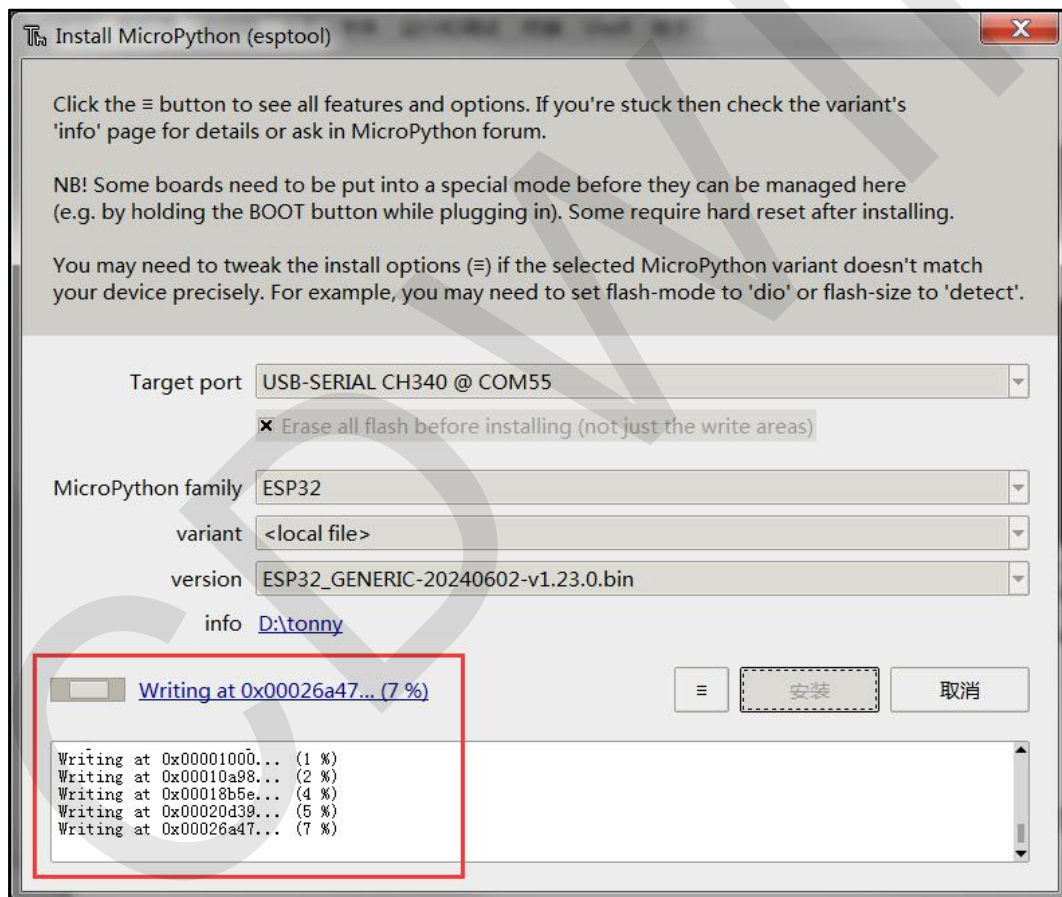 Install MicroPython (esptool)
X
Click the ≡ button to see all features and options. If you're stuck then check the variant's
'info' page for details or ask in MicroPython forum.
NB! Some boards need to be put into a special mode before they can be managed here
(e.g. by holding the BOOT button while plugging in). Some require hard reset after installing.
You may need to tweak the install options (≡) if the selected MicroPython variant doesn't match
your device precisely. For example, you may need to set flash-mode to 'dio' or flash-size to 'detect'.
Target port USB-SERIAL CH340 @ COM55
Erase all flash before installing (not just the write areas)
MicroPython family ESP32
variant <local file>
version ESP32_GENERIC-20240602-v1.23.0.bin
info D:\tonny
Writing at 0x00026a47... (7 %) ≡ 安装 取消
Writing at 0x00001000... (1 %)
Writing at 0x00010a98... (2 %)
Writing at 0x00018b5e... (4 %)
Writing at 0x00020d39... (5 %)
Writing at 0x00026a47... (7 %)